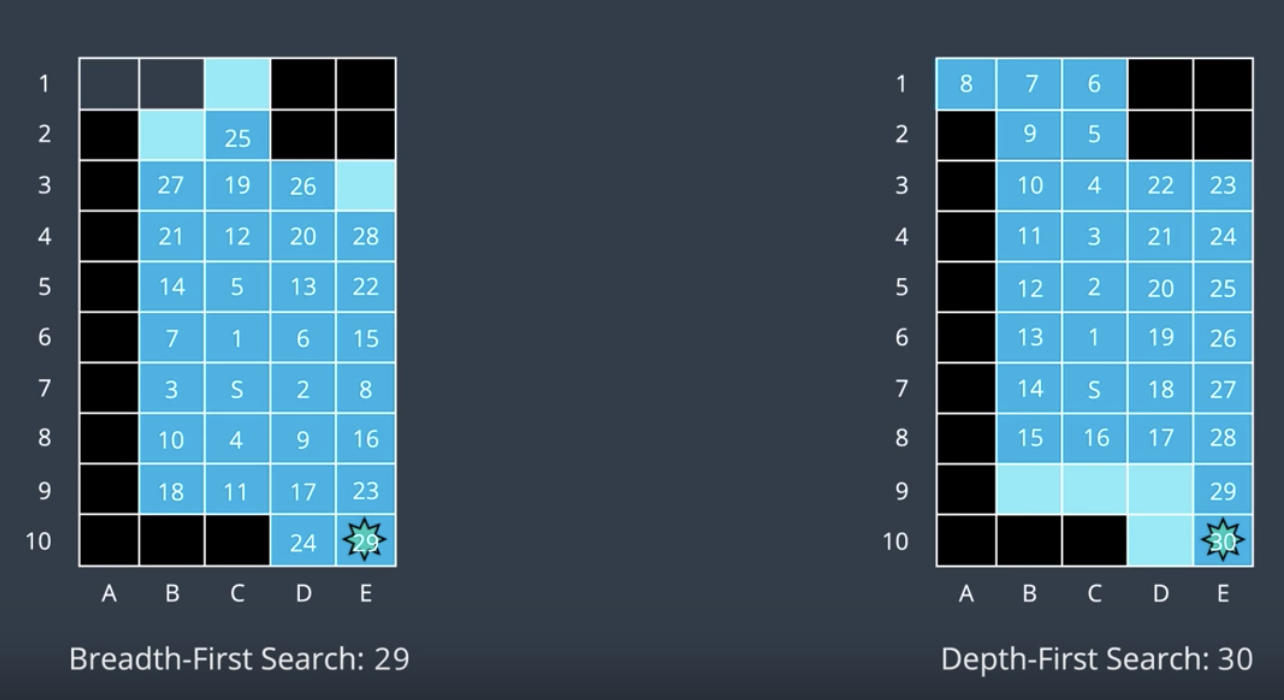 1 1 8 7 6
2 25 2 9 5
3 27 19 26 3 10 4 22 23
4 21 12 20 28 4 11 3 21 24
5 14 5 13 22 5 12 2 20 25
6 7 1 6 15 6 13 1 19 26
7 3 S 2 8 7 14 S 18 27
8 10 4 9 16 8 15 16 17 28
9 18 11 17 23 9 29
10 24 29 10 30
A B C D E A B C D E
Breadth-First Search: 29 Depth-First Search: 30